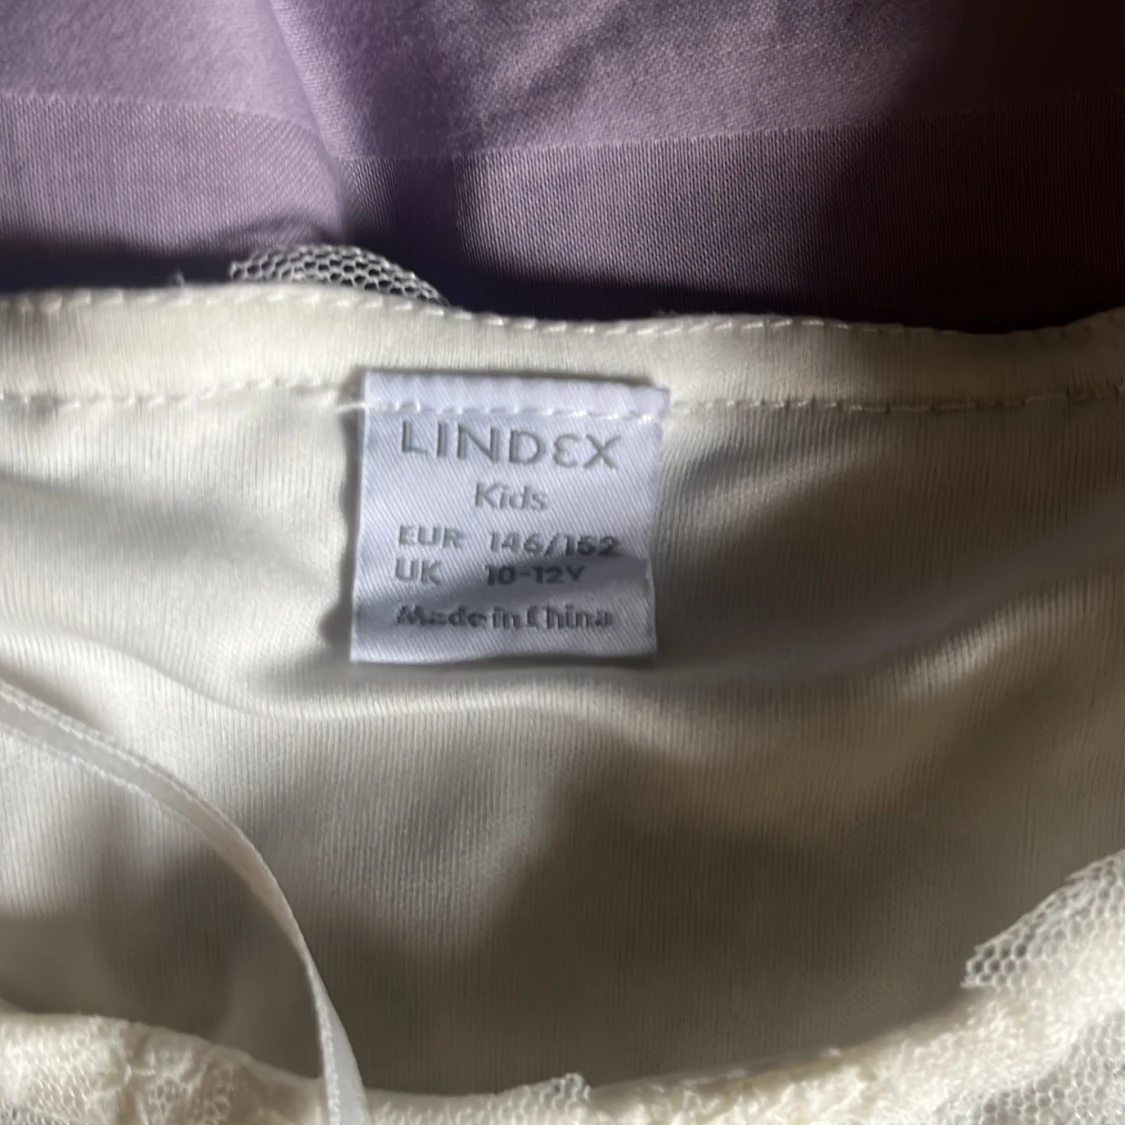 LINDEX
Kids
EUR 146/152
UK 10-12Y
Made in China